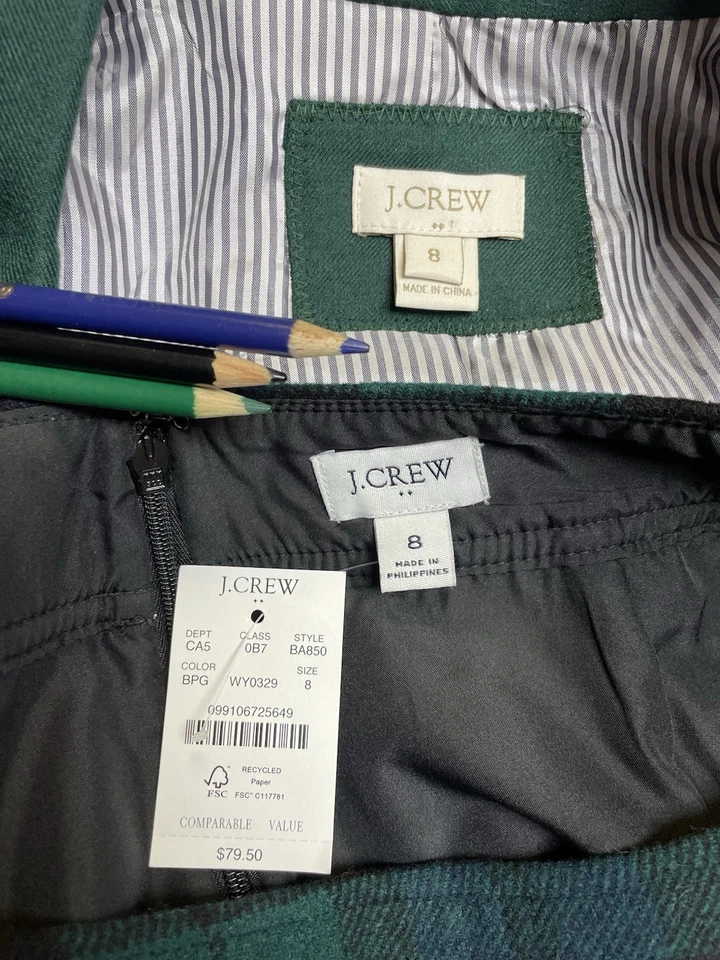 J.CREW
8
MADE IN CHINA
J.CREW
8
MADE IN
PHILIPPINES
J.CREW
DEPT CLASS STYLE
CA5 0B7 BA850
COLOR SIZE
BPG WY0329 8
099106725649
RECYCLED
Paper
FSC
FSC™ C117781
COMPARABLE VALUE
$79.50